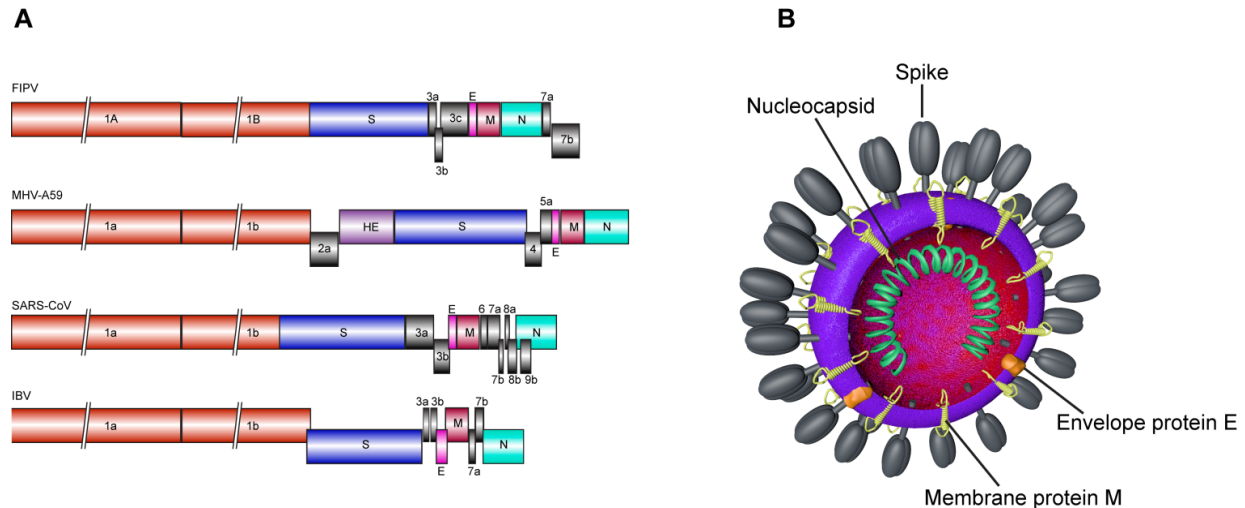 A
FIPV
1A 1B S 3a 3b 3c E M N 7a 7b
MHV-A59
1a 1b 2a HE S 4 5a E M N
SARS-CoV
1a 1b S 3a 3b E M 6 7a 7b 8a 8b 9b N
IBV
1a 1b S 3a 3b E M 7a 7b N
B
Spike
Nucleocapsid
Envelope protein E
Membrane protein M